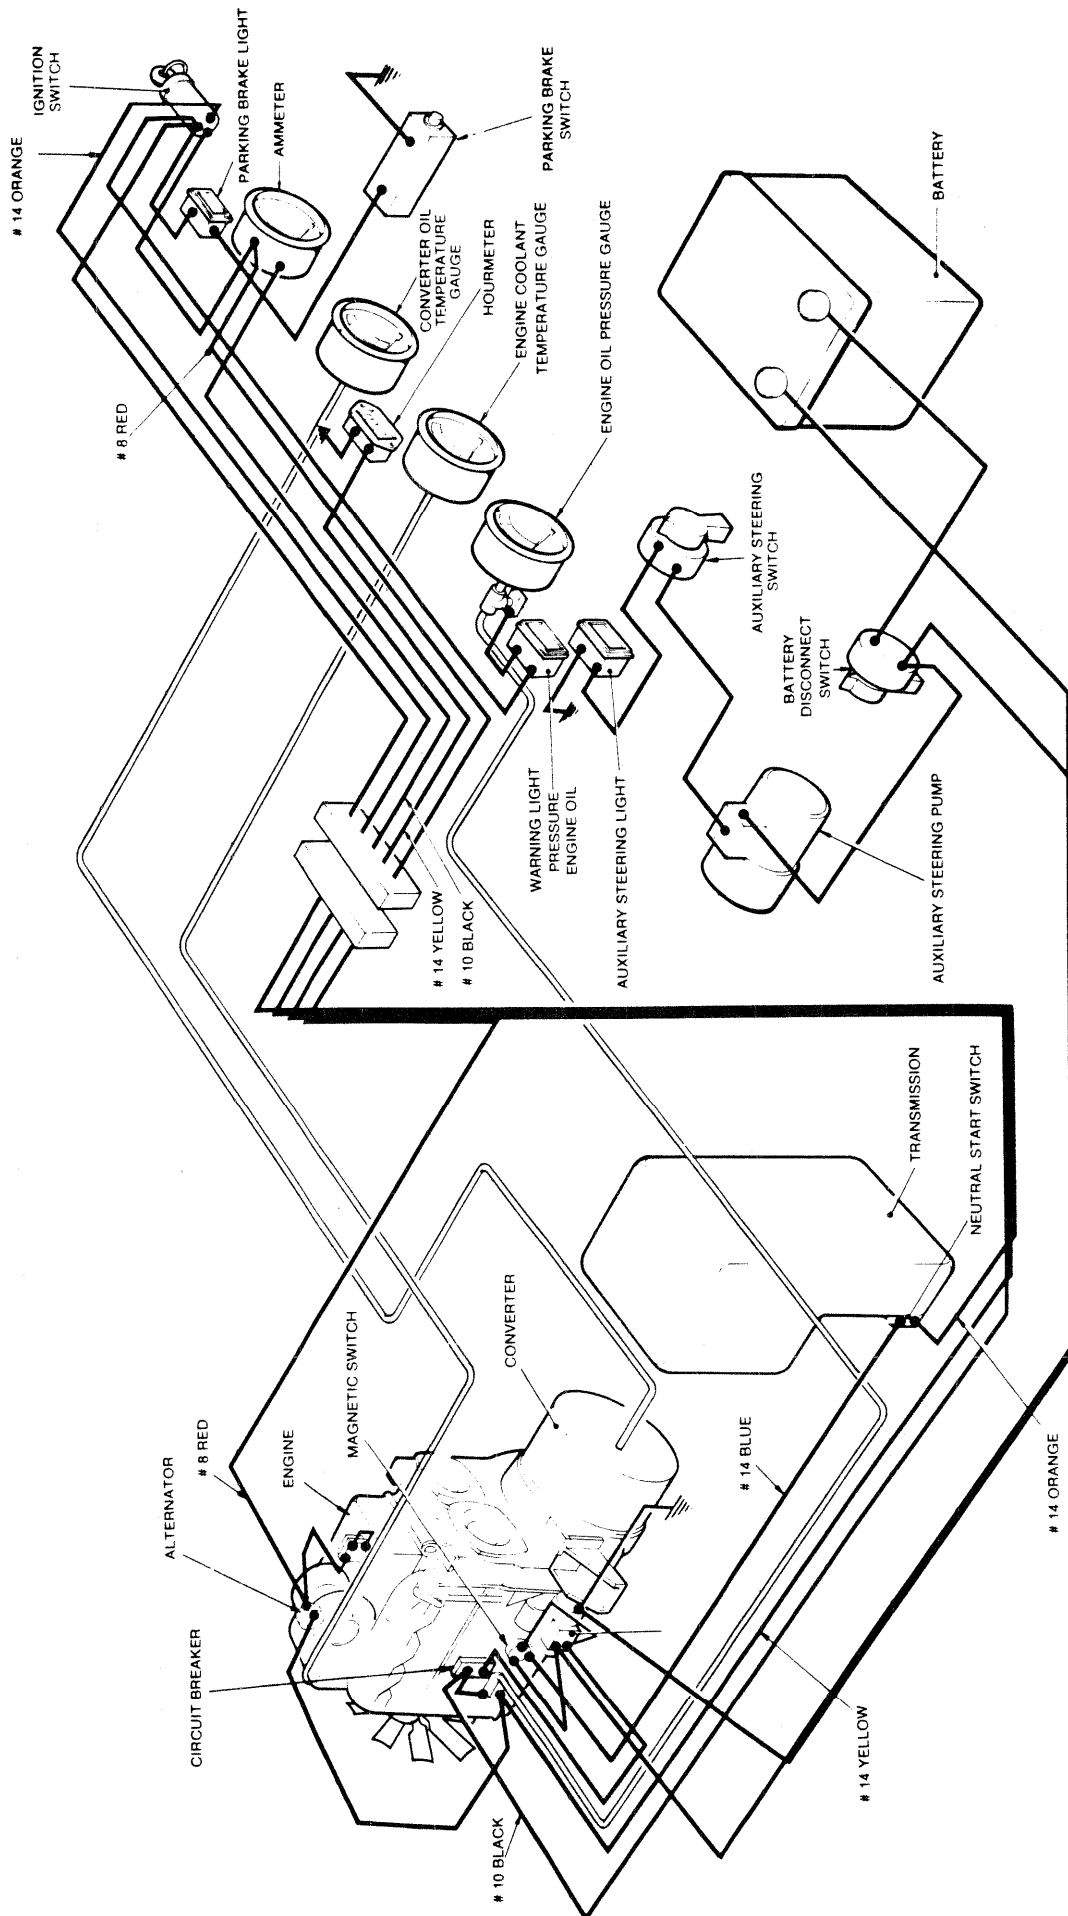 # 14 ORANGE
IGNITION
SWITCH
PARKING BRAKE LIGHT
AMMETER
# 8 RED
CONVERTER OIL
TEMPERATURE
GAUGE
HOURMETER
ENGINE COOLANT
TEMPERATURE GAUGE
ENGINE OIL PRESSURE GAUGE
PARKING BRAKE
SWITCH
BATTERY
AUXILIARY STEERING
SWITCH
BATTERY
DISCONNECT
SWITCH
WARNING LIGHT
PRESSURE
ENGINE OIL
AUXILIARY STEERING LIGHT
AUXILIARY STEERING PUMP
# 14 YELLOW
# 10 BLACK
TRANSMISSION
NEUTRAL START SWITCH
CONVERTER
MAGNETIC SWITCH
ENGINE
# 8 RED
ALTERNATOR
CIRCUIT BREAKER
# 10 BLACK
# 14 BLUE
# 14 YELLOW
# 14 ORANGE